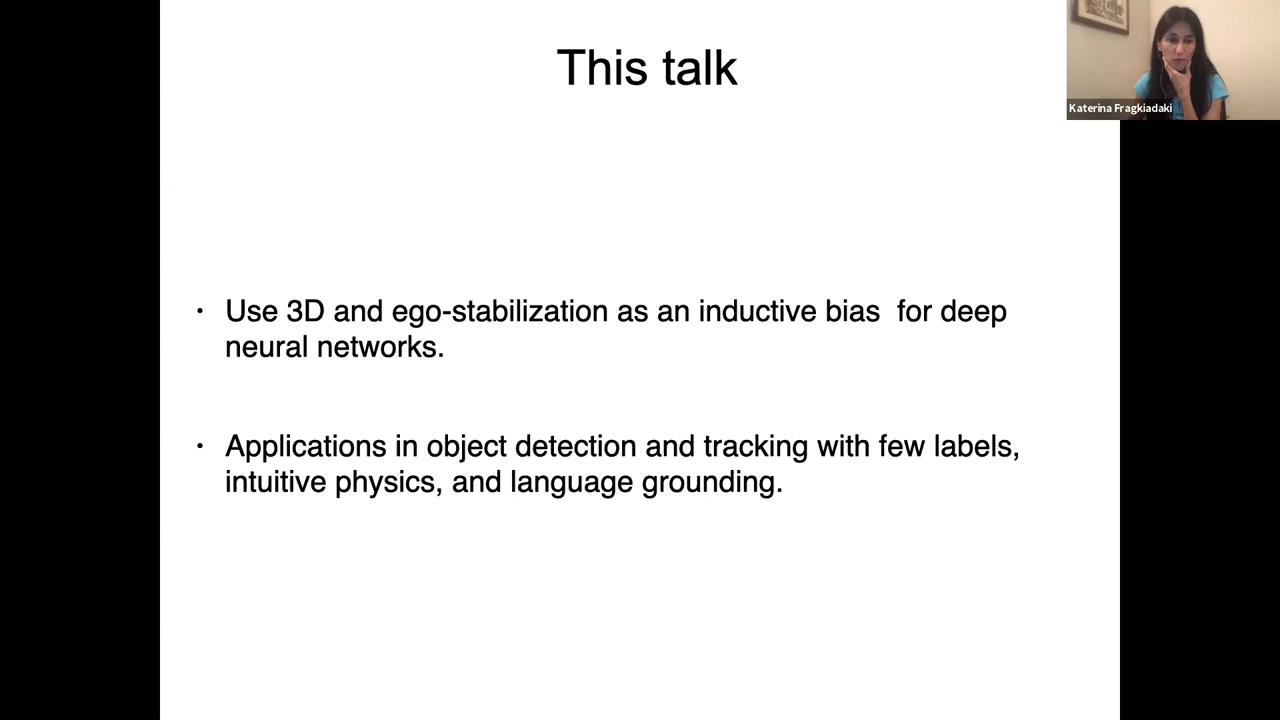 This talk
Katerina Fragkiadaki
· Use 3D and ego-stabilization as an inductive bias  for deep
neural networks.
· Applications in object detection and tracking with few labels,
intuitive physics, and language grounding.